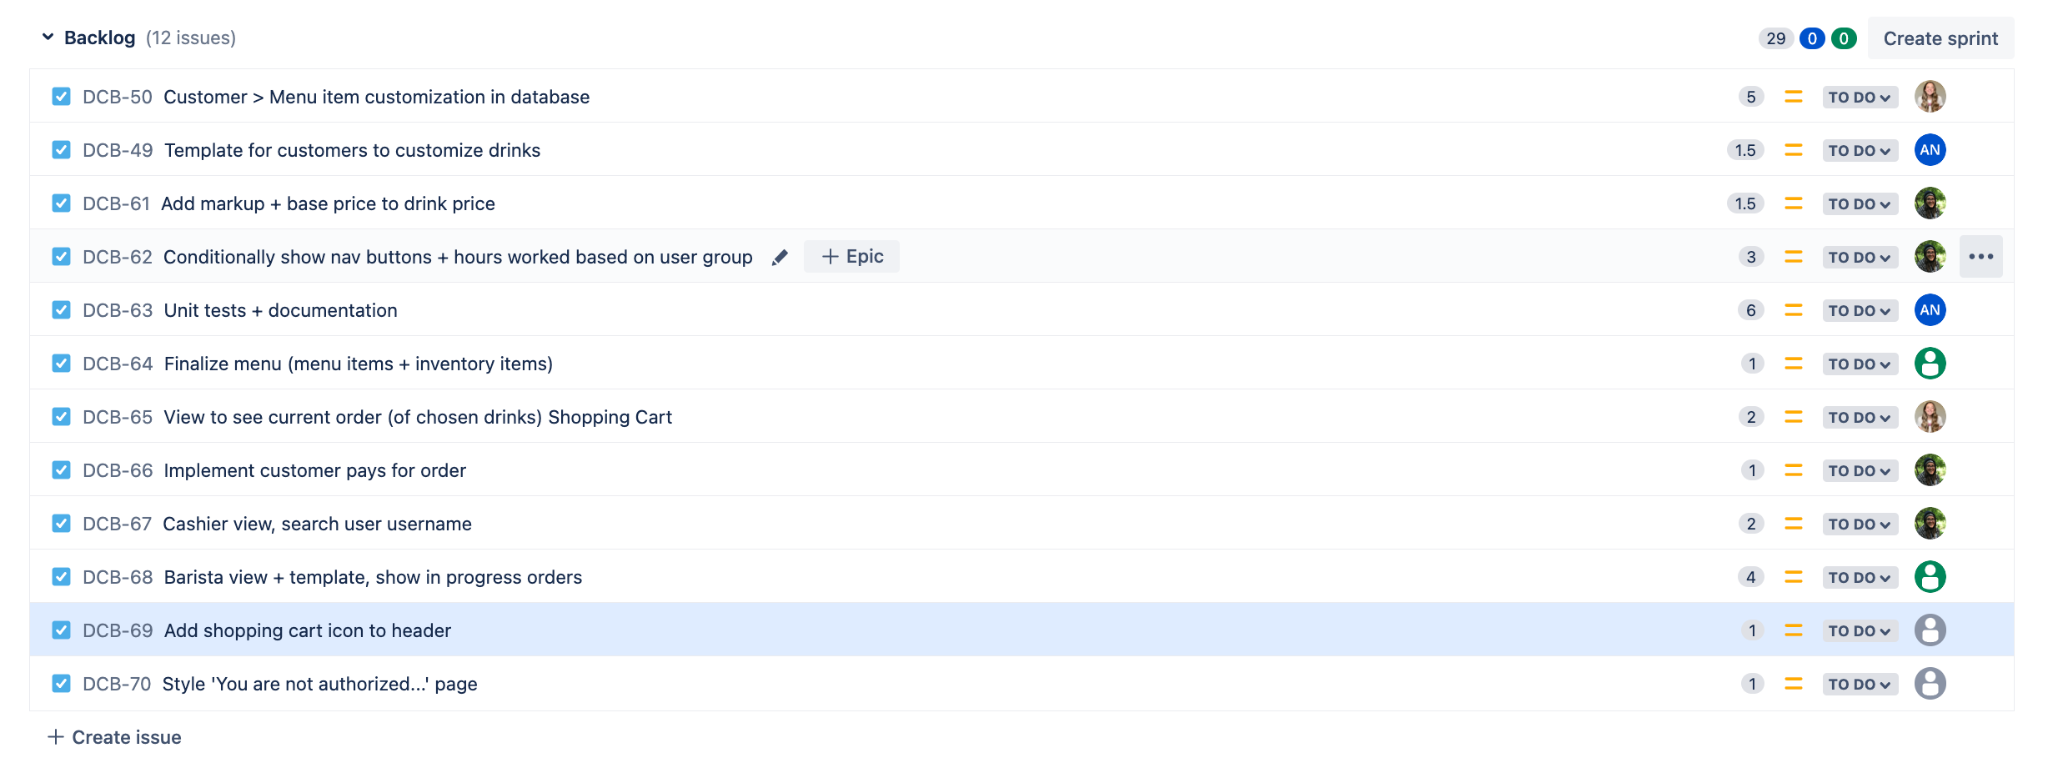 Backlog (12 issues) 29 0 0 Create sprint
DCB-50 Customer > Menu item customization in database 5 TO DO
DCB-49 Template for customers to customize drinks 1.5 TO DO AN
DCB-61 Add markup + base price to drink price 1.5 TO DO
DCB-62 Conditionally show nav buttons + hours worked based on user group + Epic 3 TO DO
DCB-63 Unit tests + documentation 6 TO DO AN
DCB-64 Finalize menu (menu items + inventory items) 1 TO DO
DCB-65 View to see current order (of chosen drinks) Shopping Cart 2 TO DO
DCB-66 Implement customer pays for order 1 TO DO
DCB-67 Cashier view, search user username 2 TO DO
DCB-68 Barista view + template, show in progress orders 4 TO DO
DCB-69 Add shopping cart icon to header 1 TO DO
DCB-70 Style 'You are not authorized...' page 1 TO DO
+ Create issue